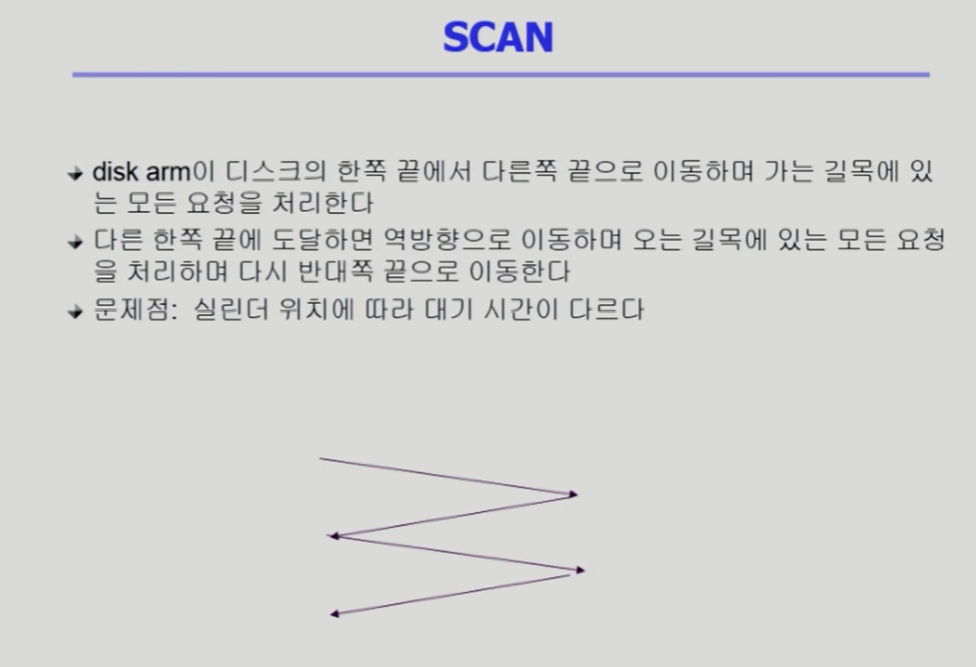 SCAN
disk arm이 디스크의 한쪽 끝에서 다른쪽 끝으로 이동하며 가는 길목에 있
는 모든 요청을 처리한다
다른 한쪽 끝에 도달하면 역방향으로 이동하며 오는 길목에 있는 모든 요청
을 처리하며 다시 반대쪽 끝으로 이동한다
문제점: 실린더 위치에 따라 대기 시간이 다르다